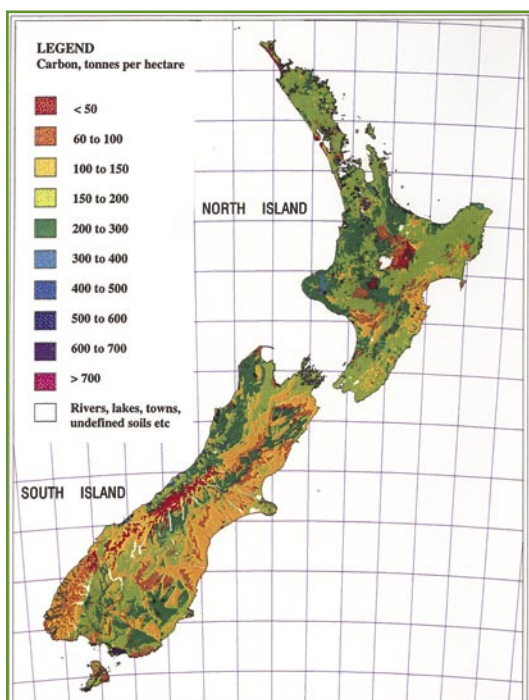 LEGEND
Carbon, tonnes per hectare
< 50
60 to 100
100 to 150
150 to 200
200 to 300
300 to 400
400 to 500
500 to 600
600 to 700
> 700
Rivers, lakes, towns,
undefined soils etc
NORTH ISLAND
SOUTH ISLAND